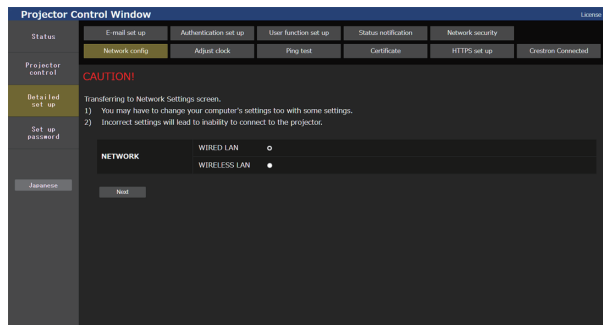 Projector Control Window
License
Status
E-mail set up
Authentication set up
User function set up
Status notification
Network security
Network config
Adjust clock
Ping test
Certificate
HTTPS set up
Crestron Connected
Projector
control
Detailed
set up
Set up
password
Japanese
CAUTION!
Transferring to Network Settings screen.
1) You may have to change your computer's settings too with some settings.
2) Incorrect settings will lead to inability to connect to the projector.
NETWORK
WIRED LAN
WIRELESS LAN
Next